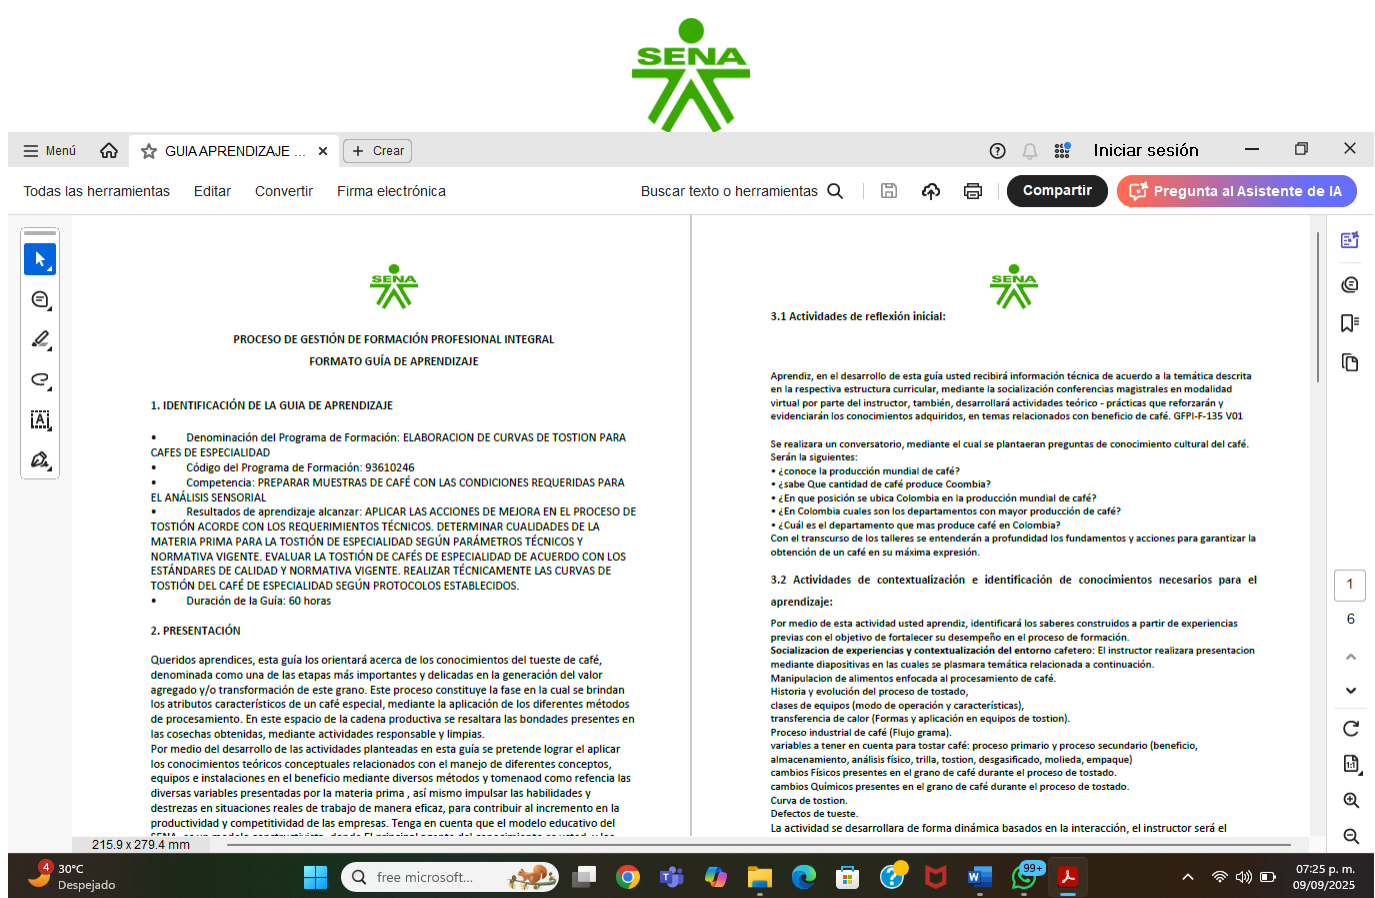 SENA
Menú
GUIA APRENDIZAJE ...
Crear
Iniciar sesión
Todas las herramientas
Editar
Convertir
Firma electrónica
Buscar texto o herramientas
Compartir
Pregunta al Asistente de IA
SENA
PROCESO DE GESTIÓN DE FORMACIÓN PROFESIONAL INTEGRAL
FORMATO GUÍA DE APRENDIZAJE
1. IDENTIFICACIÓN DE LA GUIA DE APRENDIZAJE
• Denominación del Programa de Formación: ELABORACION DE CURVAS DE TOSTION PARA
CAFES DE ESPECIALIDAD
• Código del Programa de Formación: 93610246
• Competencia: PREPARAR MUESTRAS DE CAFÉ CON LAS CONDICIONES REQUERIDAS PARA
EL ANÁLISIS SENSORIAL
• Resultados de aprendizaje alcanzar: APLICAR LAS ACCIONES DE MEJORA EN EL PROCESO DE
TOSTIÓN ACORDE CON LOS REQUERIMIENTOS TÉCNICOS. DETERMINAR CUALIDADES DE LA
MATERIA PRIMA PARA LA TOSTIÓN DE ESPECIALIDAD SEGÚN PARÁMETROS TÉCNICOS Y
NORMATIVA VIGENTE. EVALUAR LA TOSTIÓN DE CAFÉS DE ESPECIALIDAD DE ACUERDO CON LOS
ESTÁNDARES DE CALIDAD Y NORMATIVA VIGENTE. REALIZAR TÉCNICAMENTE LAS CURVAS DE
TOSTIÓN DEL CAFÉ DE ESPECIALIDAD SEGÚN PROTOCOLOS ESTABLECIDOS.
• Duración de la Guía: 60 horas
2. PRESENTACIÓN
Queridos aprendices, esta guía los orientará acerca de los conocimientos del tueste de café,
denominada como una de las etapas más importantes y delicadas en la generación del valor
agregado y/o transformación de este grano. Este proceso constituye la fase en la cual se brindan
los atributos característicos de un café especial, mediante la aplicación de los diferentes métodos
de procesamiento. En este espacio de la cadena productiva se resaltara las bondades presentes en
las cosechas obtenidas, mediante actividades responsable y limpias.
Por medio del desarrollo de las actividades planteadas en esta guía se pretende lograr el aplicar
los conocimientos teóricos conceptuales relacionados con el manejo de diferentes conceptos,
equipos e instalaciones en el beneficio mediante diversos métodos y tomenaod como refencia las
diversas variables presentadas por la materia prima , así mismo impulsar las habilidades y
destrezas en situaciones reales de trabajo de manera eficaz, para contribuir al incremento en la
productividad y competitividad de las empresas. Tenga en cuenta que el modelo educativo del
SENA, es un modelo constructivista, donde El principal agente del conocimiento es usted, y los
SENA
3.1 Actividades de reflexión inicial:
Aprendiz, en el desarrollo de esta guía usted recibirá información técnica de acuerdo a la temática descrita
en la respectiva estructura curricular, mediante la socialización conferencias magistrales en modalidad
virtual por parte del instructor, también, desarrollará actividades teórico - prácticas que reforzarán y
evidenciarán los conocimientos adquiridos, en temas relacionados con beneficio de café. GFPI-F-135 V01
Se realizara un conversatorio, mediante el cual se plantaeran preguntas de conocimiento cultural del café.
Serán la siguientes:
• ¿conoce la producción mundial de café?
• ¿sabe Que cantidad de café produce Coombia?
• ¿En que posición se ubica Colombia en la producción mundial de café?
• ¿En Colombia cuales son los departamentos con mayor producción de café?
• ¿Cuál es el departamento que mas produce café en Colombia?
Con el transcurso de los talleres se entenderán a profundidad los fundamentos y acciones para garantizar la
obtención de un café en su máxima expresión.
3.2 Actividades de contextualización e identificación de conocimientos necesarios para el
aprendizaje:
Por medio de esta actividad usted aprendiz, identificará los saberes construidos a partir de experiencias
previas con el objetivo de fortalecer su desempeño en el proceso de formación.
Socializacion de experiencias y contextualización del entorno cafetero: El instructor realizara presentacion
mediante diapositivas en las cuales se plasmara temática relacionada a continuación.
Manipulacion de alimentos enfocada al procesamiento de café.
Historia y evolución del proceso de tostado,
clases de equipos (modo de operación y características),
transferencia de calor (Formas y aplicación en equipos de tostion).
Proceso industrial de café (Flujo grama).
variables a tener en cuenta para tostar café: proceso primario y proceso secundario (beneficio,
almacenamiento, análisis físico, trilla, tostion, desgasificado, molieda, empaque)
cambios Físicos presentes en el grano de café durante el proceso de tostado.
cambios Químicos presentes en el grano de café durante el proceso de tostado.
Curva de tostion.
Defectos de tueste.
La actividad se desarrollara de forma dinámica basados en la interacción, el instructor será el
1
6
215.9 x 279.4 mm
4
30°C
Despejado
free microsoft...
99+
07:25 p. m.
09/09/2025